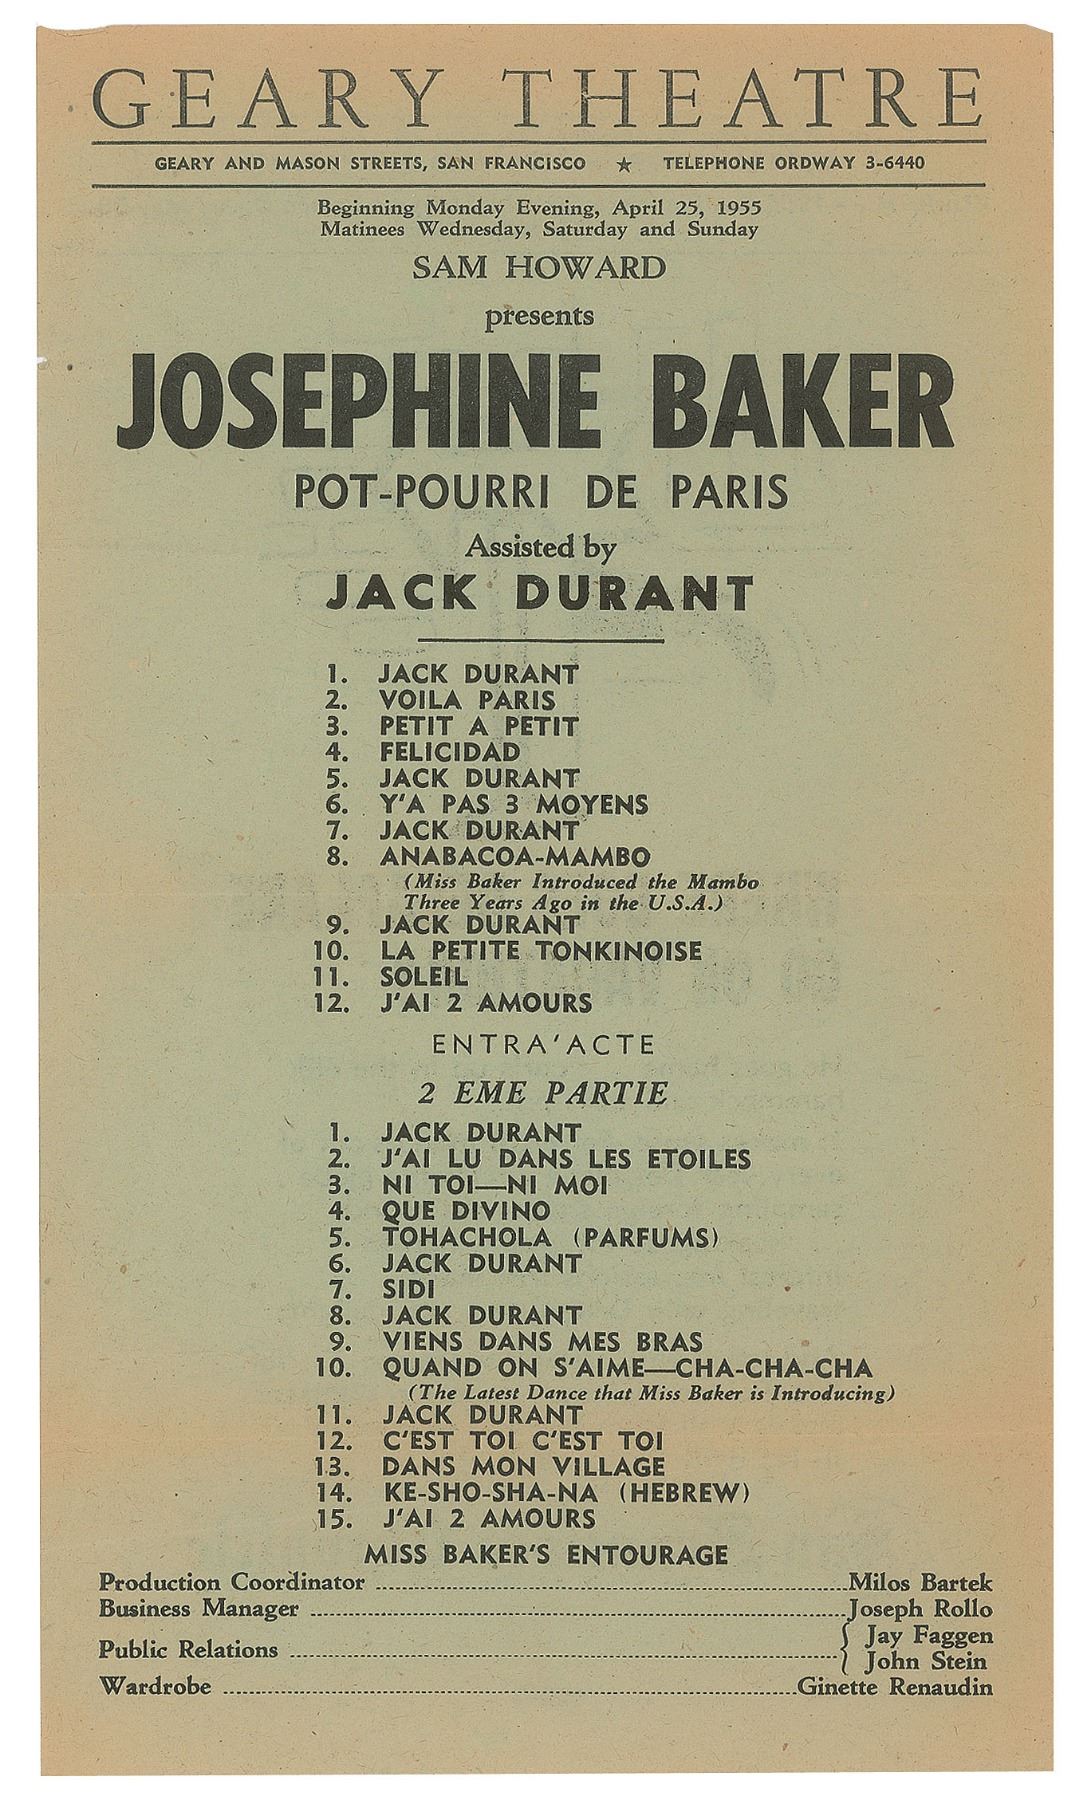 GEARY THEATRE
GEARY AND MASON STREETS, SAN FRANCISCO ★ TELEPHONE ORDWAY 3-6440
Beginning Monday Evening, April 25, 1955
Matinees Wednesday, Saturday and Sunday
SAM HOWARD
presents
JOSEPHINE BAKER
POT-POURRI DE PARIS
Assisted by
JACK DURANT
1. JACK DURANT
2. VOILA PARIS
3. PETIT A PETIT
4. FELICIDAD
5. JACK DURANT
6. Y'A PAS 3 MOYENS
7. JACK DURANT
8. ANABACOA-MAMBO
(Miss Baker Introduced the Mambo
Three Years Ago in the U.S.A.)
9. JACK DURANT
10. LA PETITE TONKINOISE
11. SOLEIL
12. J'AI 2 AMOURS
ENTRA'ACTE
2 EME PARTIE
1. JACK DURANT
2. J'AI LU DANS LES ETOILES
3. NI TOI—NI MOI
4. QUE DIVINO
5. TOHACHOLA (PARFUMS)
6. JACK DURANT
7. SIDI
8. JACK DURANT
9. VIENS DANS MES BRAS
10. QUAND ON S'AIME—CHA-CHA-CHA
(The Latest Dance that Miss Baker is Introducing)
11. JACK DURANT
12. C'EST TOI C'EST TOI
13. DANS MON VILLAGE
14. KE-SHO-SHA-NA (HEBREW)
15. J'AI 2 AMOURS
MISS BAKER'S ENTOURAGE
Production Coordinator ........ Milos Bartek
Business Manager ........ Joseph Rollo
Public Relations ........ { Jay Faggen
John Stein
Wardrobe ........ Ginette Renaudin